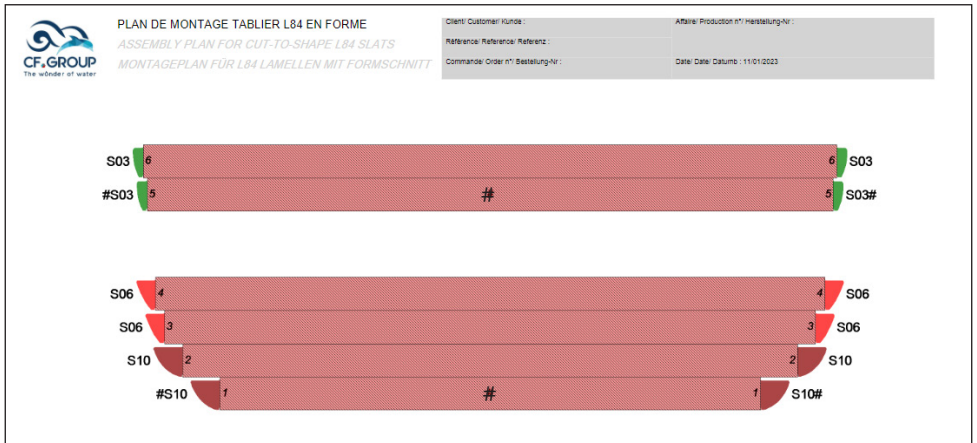 CF.GROUP
The wônder of water
PLAN DE MONTAGE TABLIER L84 EN FORME
ASSEMBLY PLAN FOR CUT-TO-SHAPE L84 SLATS
MONTAGEPLAN FÜR L84 LAMELLEN MIT FORMSCHNITT
Client/ Customer/ Kunde :
Affaire/ Production n°/ Herstellung-Nr :
Référence/ Reference/ Referenz :
Commande/ Order n°/ Bestellung-Nr :
Date/ Date/ Datumb : 11/01/2023
S03 6 6 S03
#S03 5 # 5 S03#
S06 4 4 S06
S06 3 3 S06
S10 2 2 S10
#S10 1 # 1 S10#